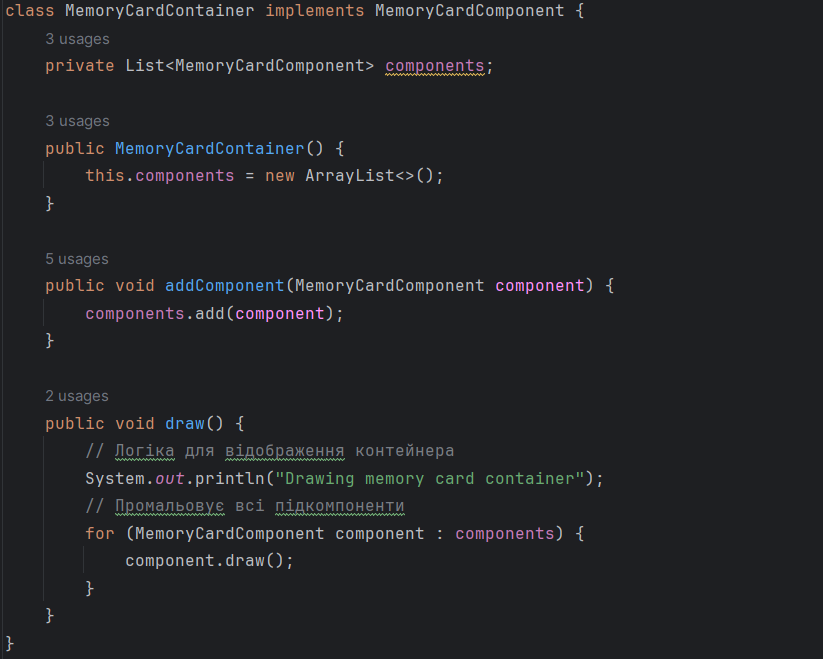 class MemoryCardContainer implements MemoryCardComponent {
3 usages
private List<MemoryCardComponent> components;
3 usages
public MemoryCardContainer() {
this.components = new ArrayList<>();
}
5 usages
public void addComponent(MemoryCardComponent component) {
components.add(component);
}
2 usages
public void draw() {
// Логіка для відображення контейнера
System.out.println("Drawing memory card container");
// Промальовує всі підкомпоненти
for (MemoryCardComponent component : components) {
component.draw();
}
}
}